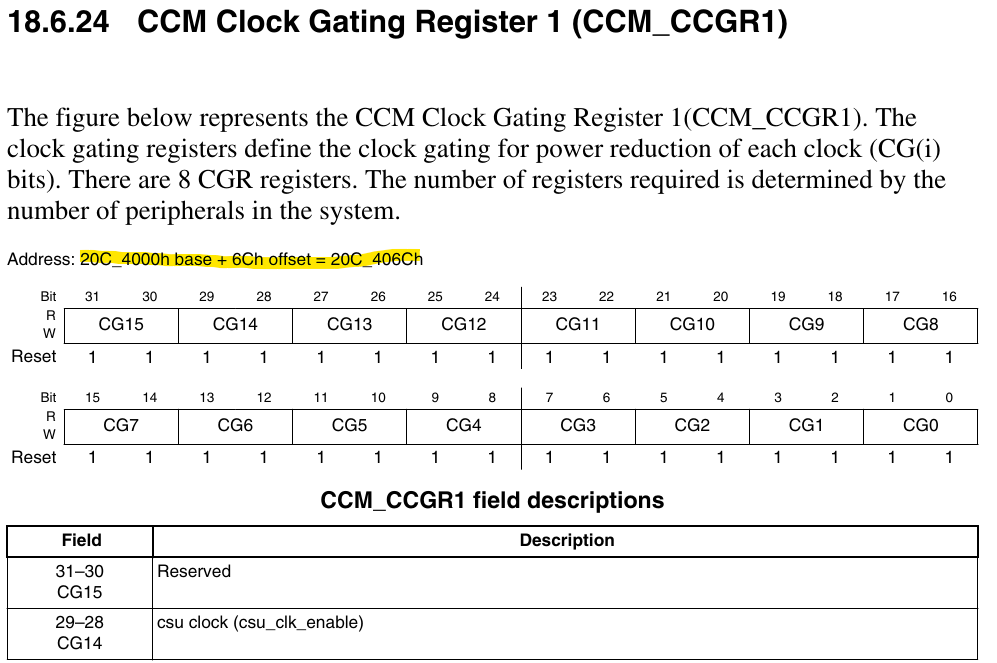 18.6.24 CCM Clock Gating Register 1 (CCM_CCGR1)
The figure below represents the CCM Clock Gating Register 1(CCM_CCGR1). The
clock gating registers define the clock gating for power reduction of each clock (CG(i)
bits). There are 8 CGR registers. The number of registers required is determined by the
number of peripherals in the system.
Address: 20C_4000h base + 6Ch offset = 20C_406Ch
Bit 31 30 29 28 27 26 25 24 23 22 21 20 19 18 17 16
R
W
CG15 CG14 CG13 CG12 CG11 CG10 CG9 CG8
Reset 1 1 1 1 1 1 1 1 1 1 1 1 1 1 1 1
Bit 15 14 13 12 11 10 9 8 7 6 5 4 3 2 1 0
R
W
CG7 CG6 CG5 CG4 CG3 CG2 CG1 CG0
Reset 1 1 1 1 1 1 1 1 1 1 1 1 1 1 1 1
CCM_CCGR1 field descriptions
Field Description
31–30 Reserved
CG15
29–28 csu clock (csu_clk_enable)
CG14